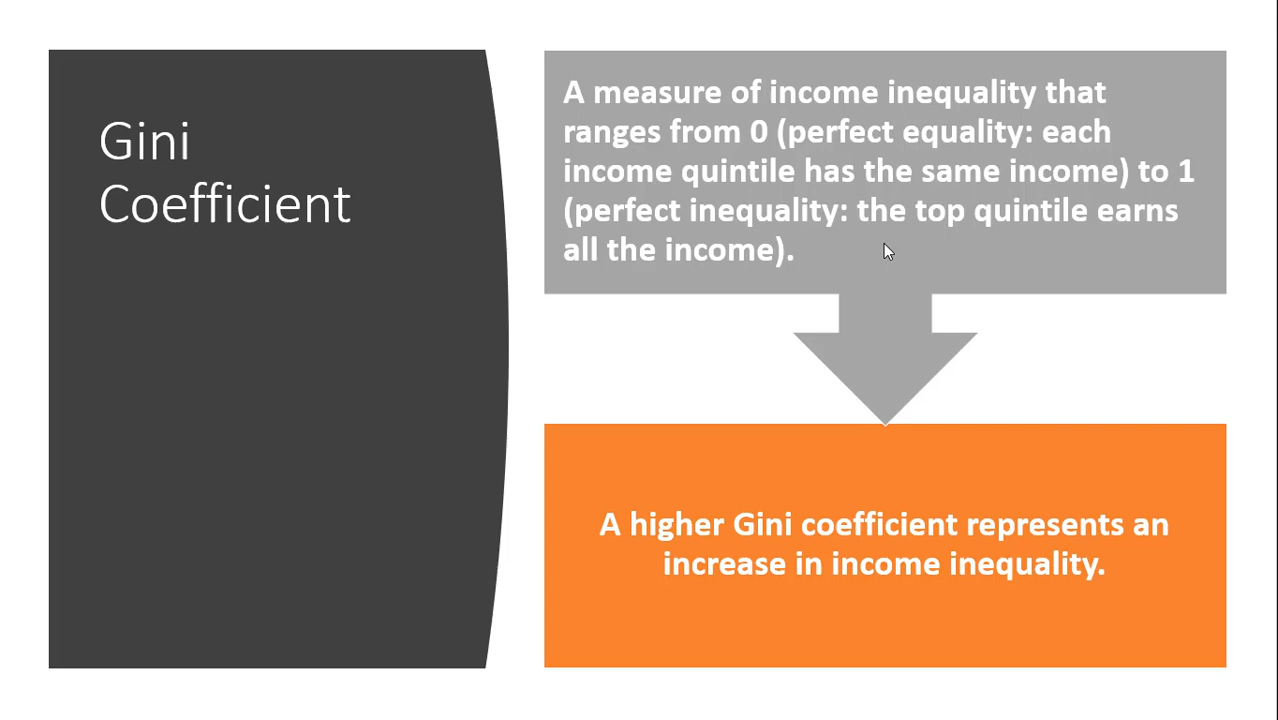 Gini
Coefficient
A measure of income inequality that
ranges from 0 (perfect equality: each
income quintile has the same income) to 1
(perfect inequality: the top quintile earns
all the income).
A higher Gini coefficient represents an
increase in income inequality.